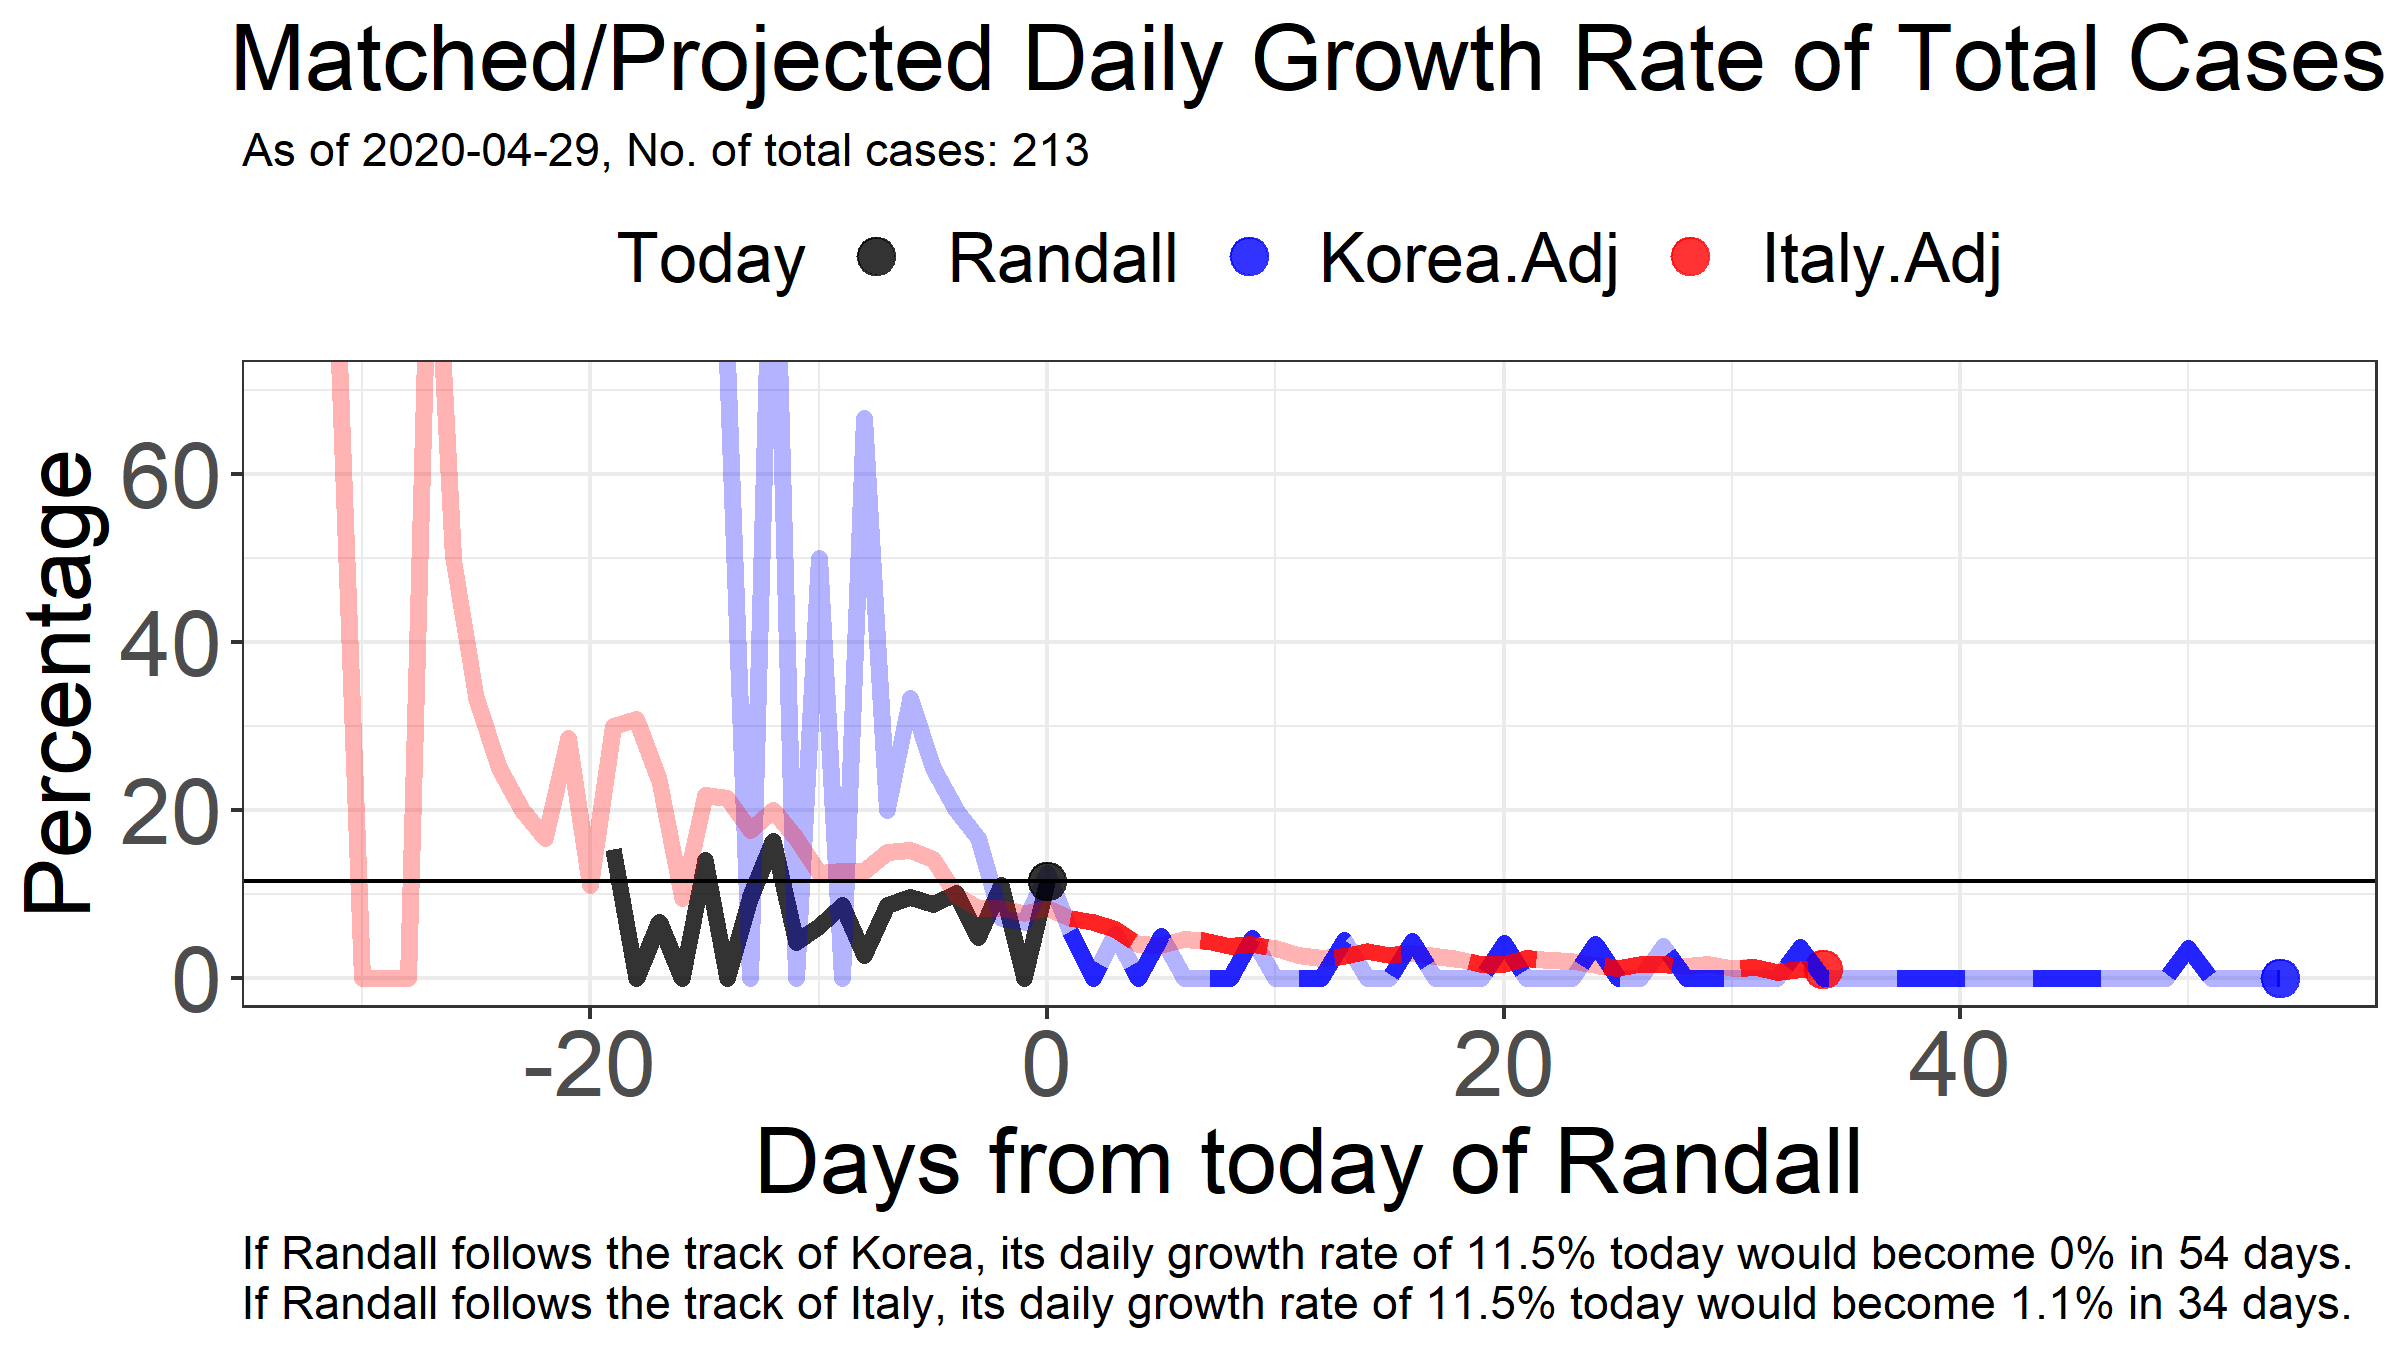 Matched/Projected Daily Growth Rate of Total Cases
As of 2020-04-29, No. of total cases: 213
Today Randall Korea.Adj Italy.Adj
Percentage
60
40
20
0
-20 0 20 40
Days from today of Randall
If Randall follows the track of Korea, its daily growth rate of 11.5% today would become 0% in 54 days.
If Randall follows the track of Italy, its daily growth rate of 11.5% today would become 1.1% in 34 days.